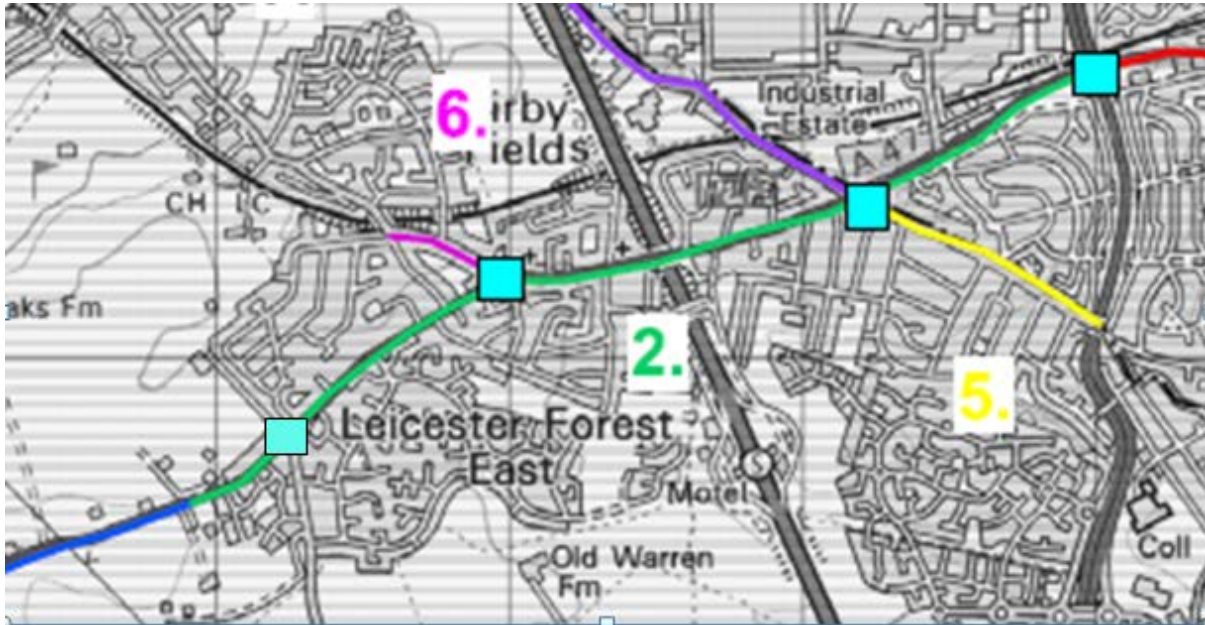 6.
irby
ields
Industrial
Estate
A 47
CH LC
aks Fm
2.
5.
Leicester Forest
East
S
Motel
Old Warren
Fm
Coll